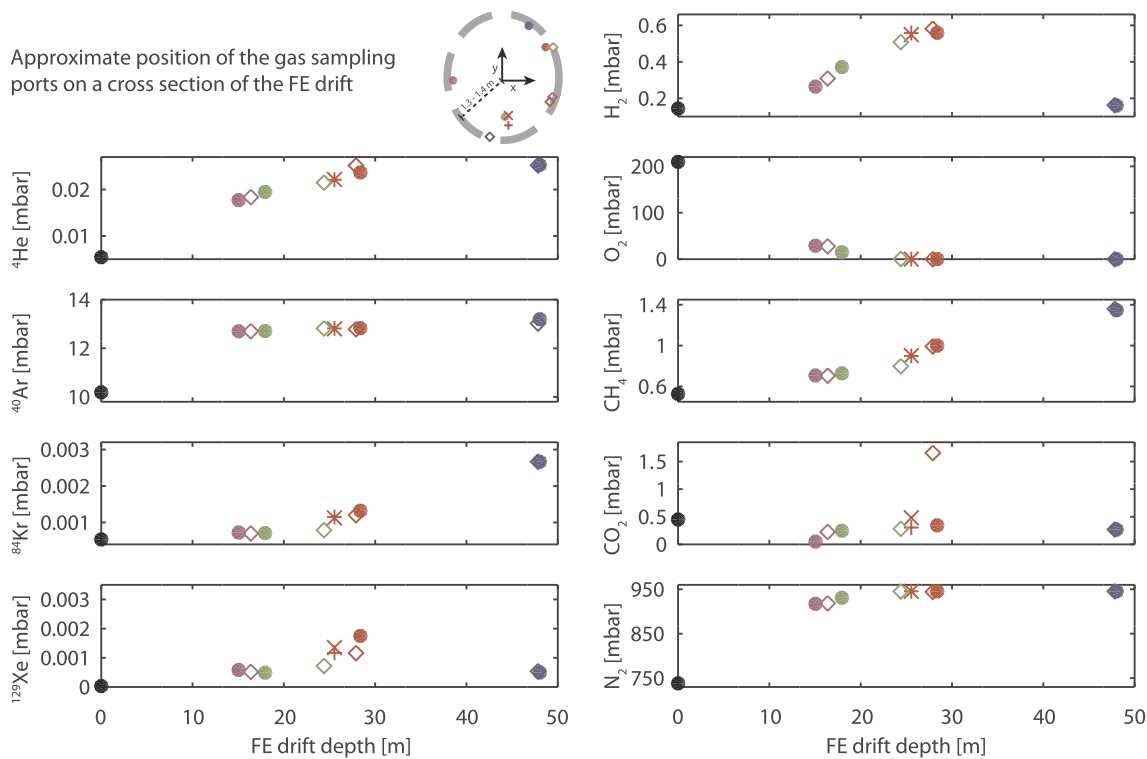 Approximate position of the gas sampling
ports on a cross section of the FE drift
y
x
1.3 - 1.4 m
⁴He [mbar]
0.02
0.01
⁴⁰Ar [mbar]
14
12
10
⁸⁴Kr [mbar]
0.003
0.002
0.001
¹²⁹Xe [mbar]
0.003
0.002
0.001
0
0 10 20 30 40 50
FE drift depth [m]
H₂ [mbar]
0.6
0.4
0.2
O₂ [mbar]
200
100
0
CH₄ [mbar]
1.4
1
0.6
CO₂ [mbar]
1.5
1
0.5
0
N₂ [mbar]
950
850
750
0 10 20 30 40 50
FE drift depth [m]